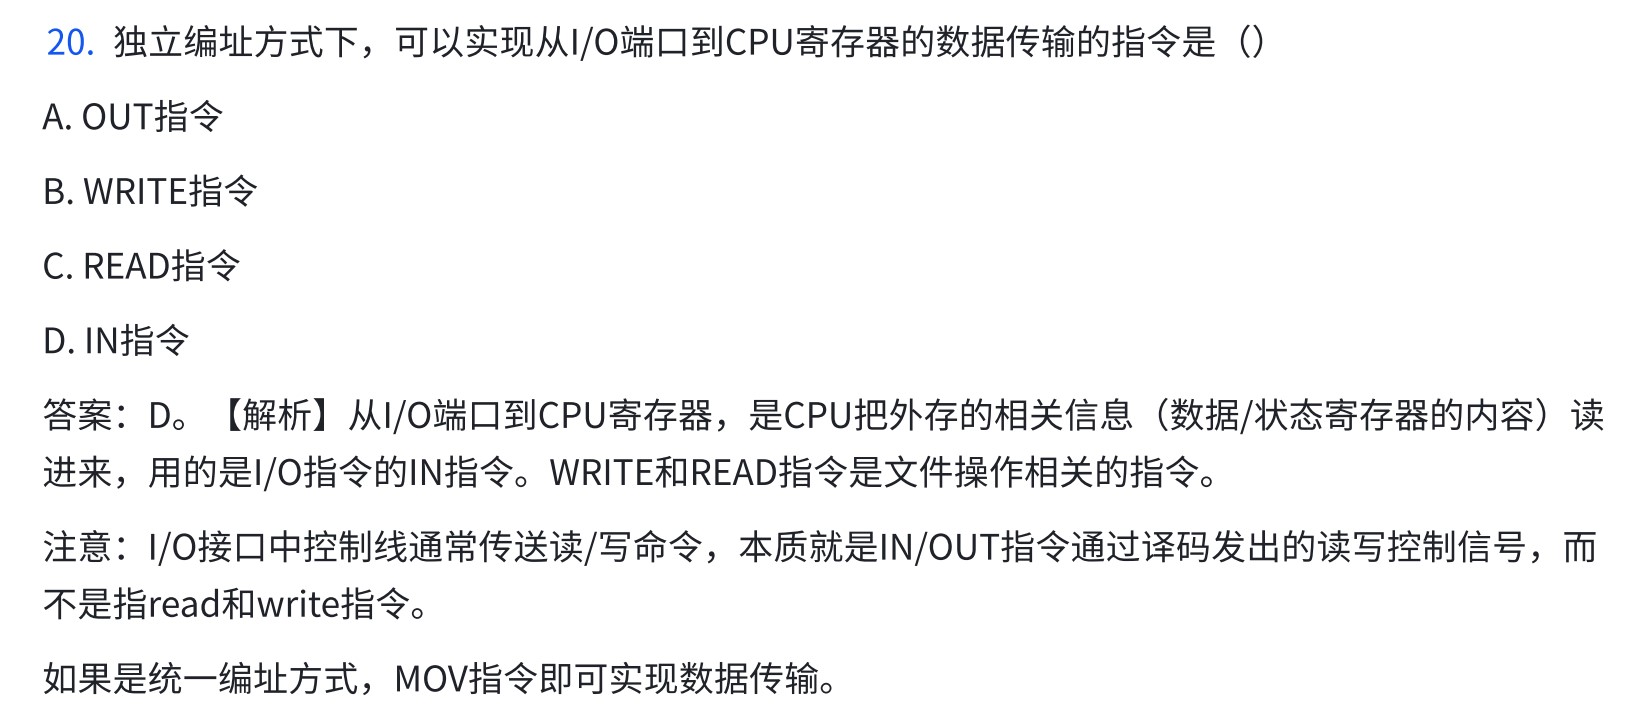 20. 独立编址方式下，可以实现从I/O端口到CPU寄存器的数据传输的指令是（）
A. OUT指令
B. WRITE指令
C. READ指令
D. IN指令
答案：D。【解析】从I/O端口到CPU寄存器，是CPU把外存的相关信息（数据/状态寄存器的内容）读
进来，用的是I/O指令的IN指令。WRITE和READ指令是文件操作相关的指令。
注意：I/O接口中控制线通常传送读/写命令，本质就是IN/OUT指令通过译码发出的读写控制信号，而
不是指read和write指令。
如果是统一编址方式，MOV指令即可实现数据传输。